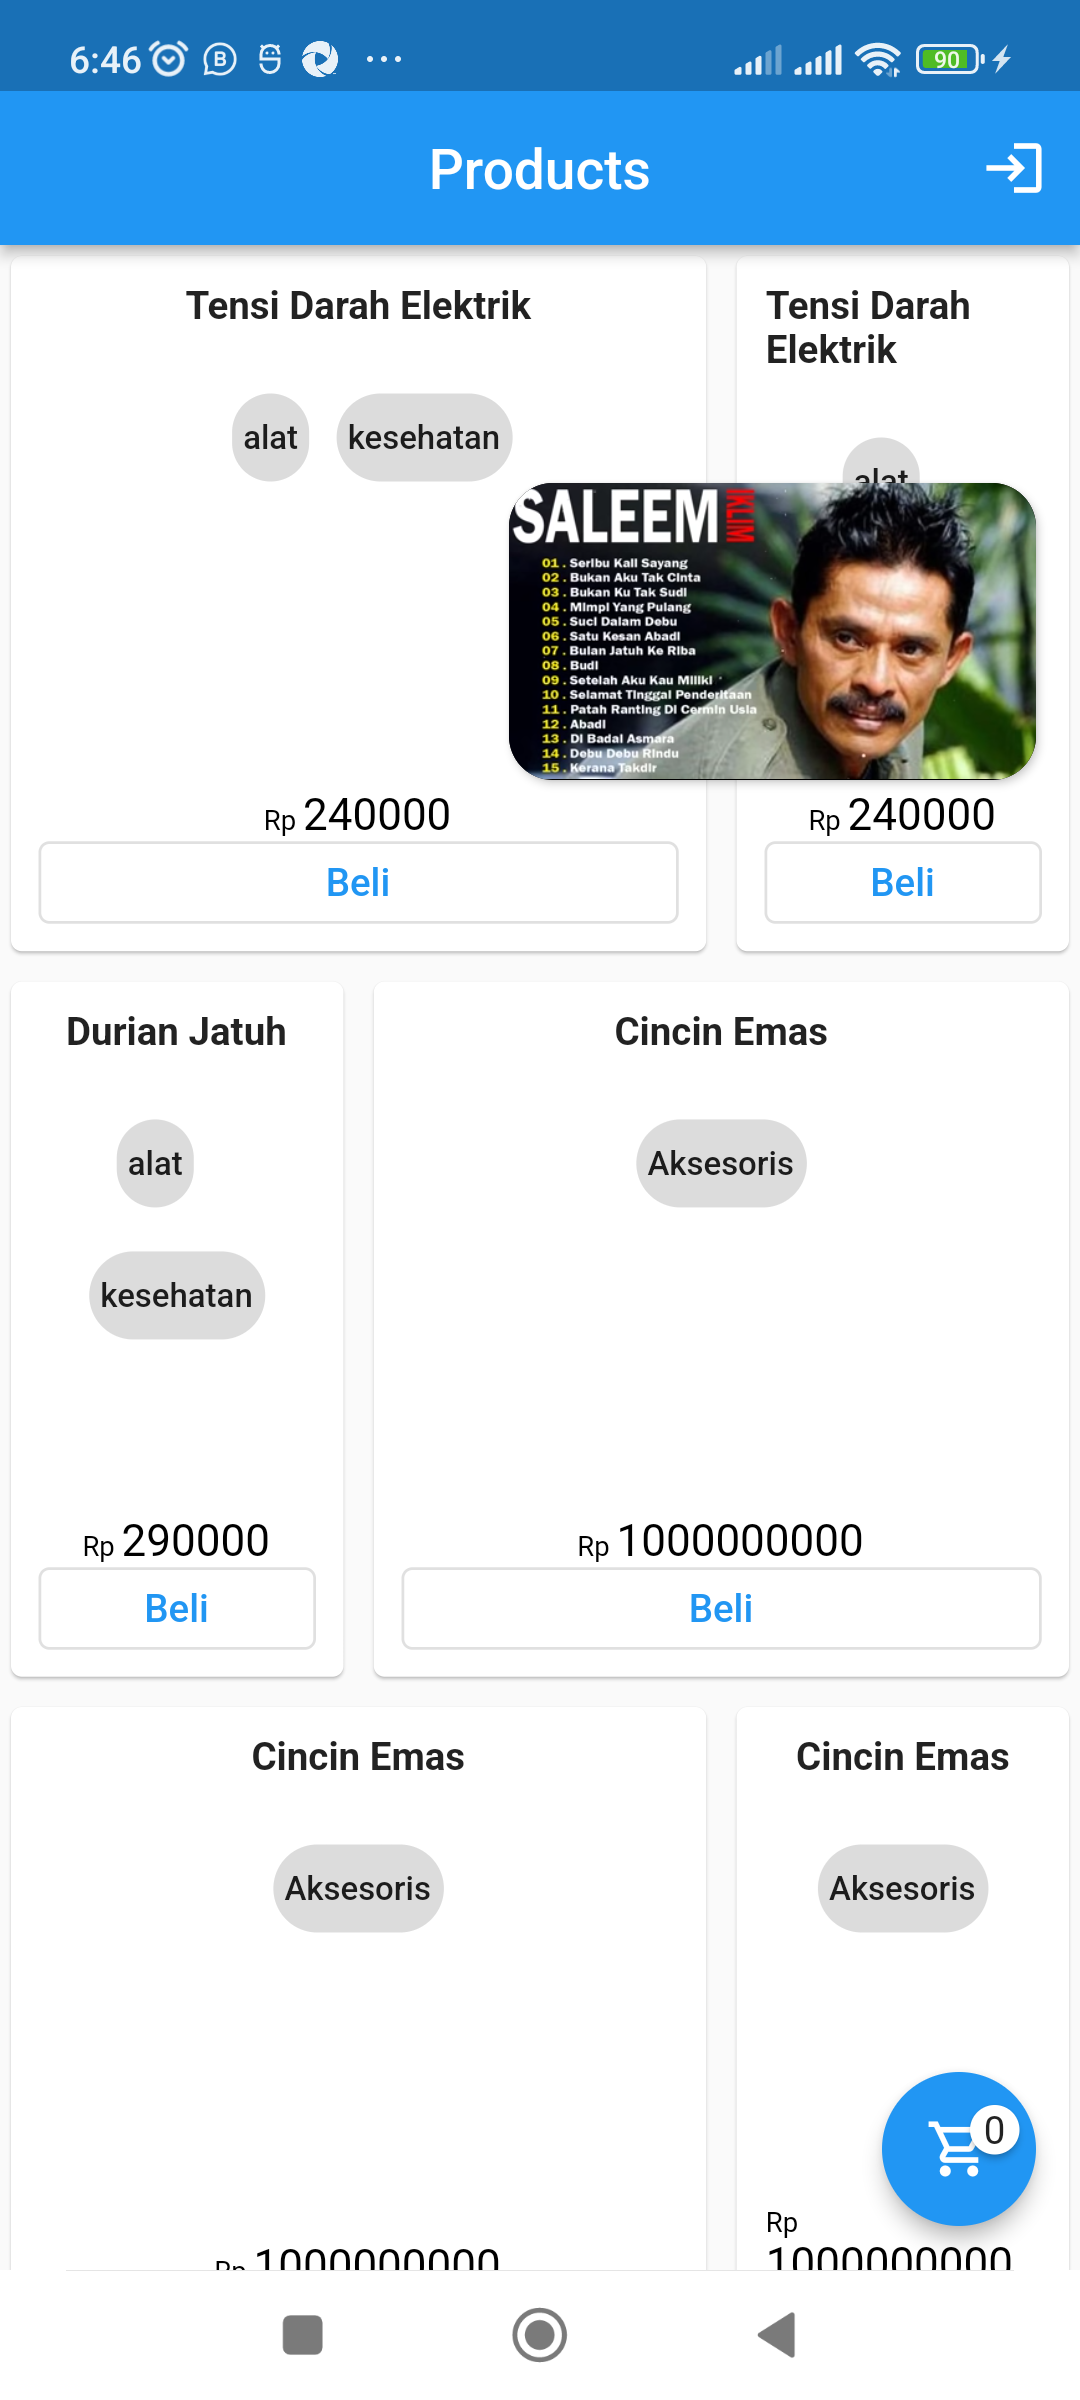 6:46
90
Products
Tensi Darah Elektrik
alat
kesehatan
Rp 240000
Beli
Tensi Darah
Elektrik
alat
SALEEM
IKLIM
01 . Seribu Kali Sayang
02 . Bukan Aku Tak Cinta
03 . Bukan Ku Tak Sudi
04 . Mimpi Yang Pulang
05 . Suci Dalam Debu
06 . Satu Kesan Abadi
07 . Bulan Jatuh Ke Riba
08 . Budi
09 . Setelah Aku Kau Miliki
10 . Selamat Tinggal Penderitaan
11 . Patah Ranting Di Cermin Usia
12 . Abadi
13 . Di Badai Asmara
14 . Debu Debu Rindu
15 . Kerana Takdir
Rp 240000
Beli
Durian Jatuh
alat
kesehatan
Rp 290000
Beli
Cincin Emas
Aksesoris
Rp 1000000000
Beli
Cincin Emas
Aksesoris
Rp 1000000000
Cincin Emas
Aksesoris
Rp
1000000000
0